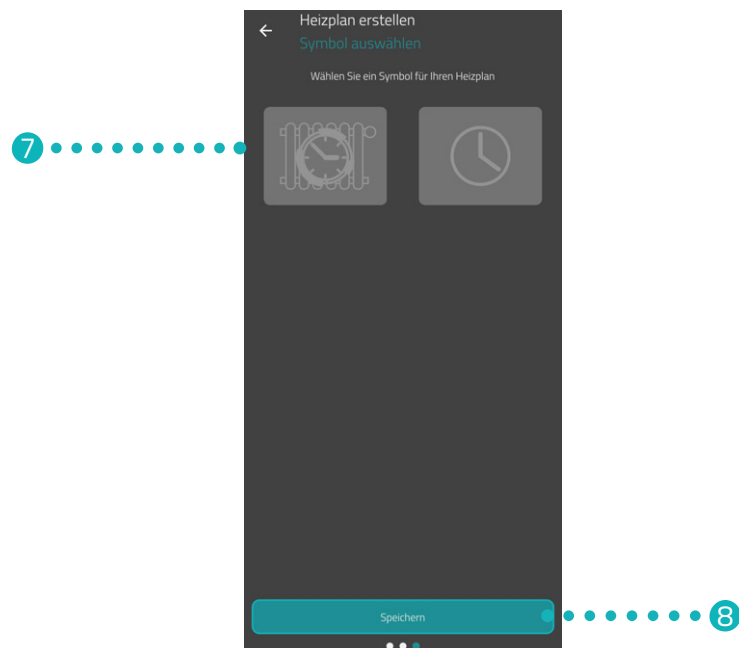 Heizplan erstellen
Symbol auswählen
Wählen Sie ein Symbol für Ihren Heizplan
7
Speichern
8